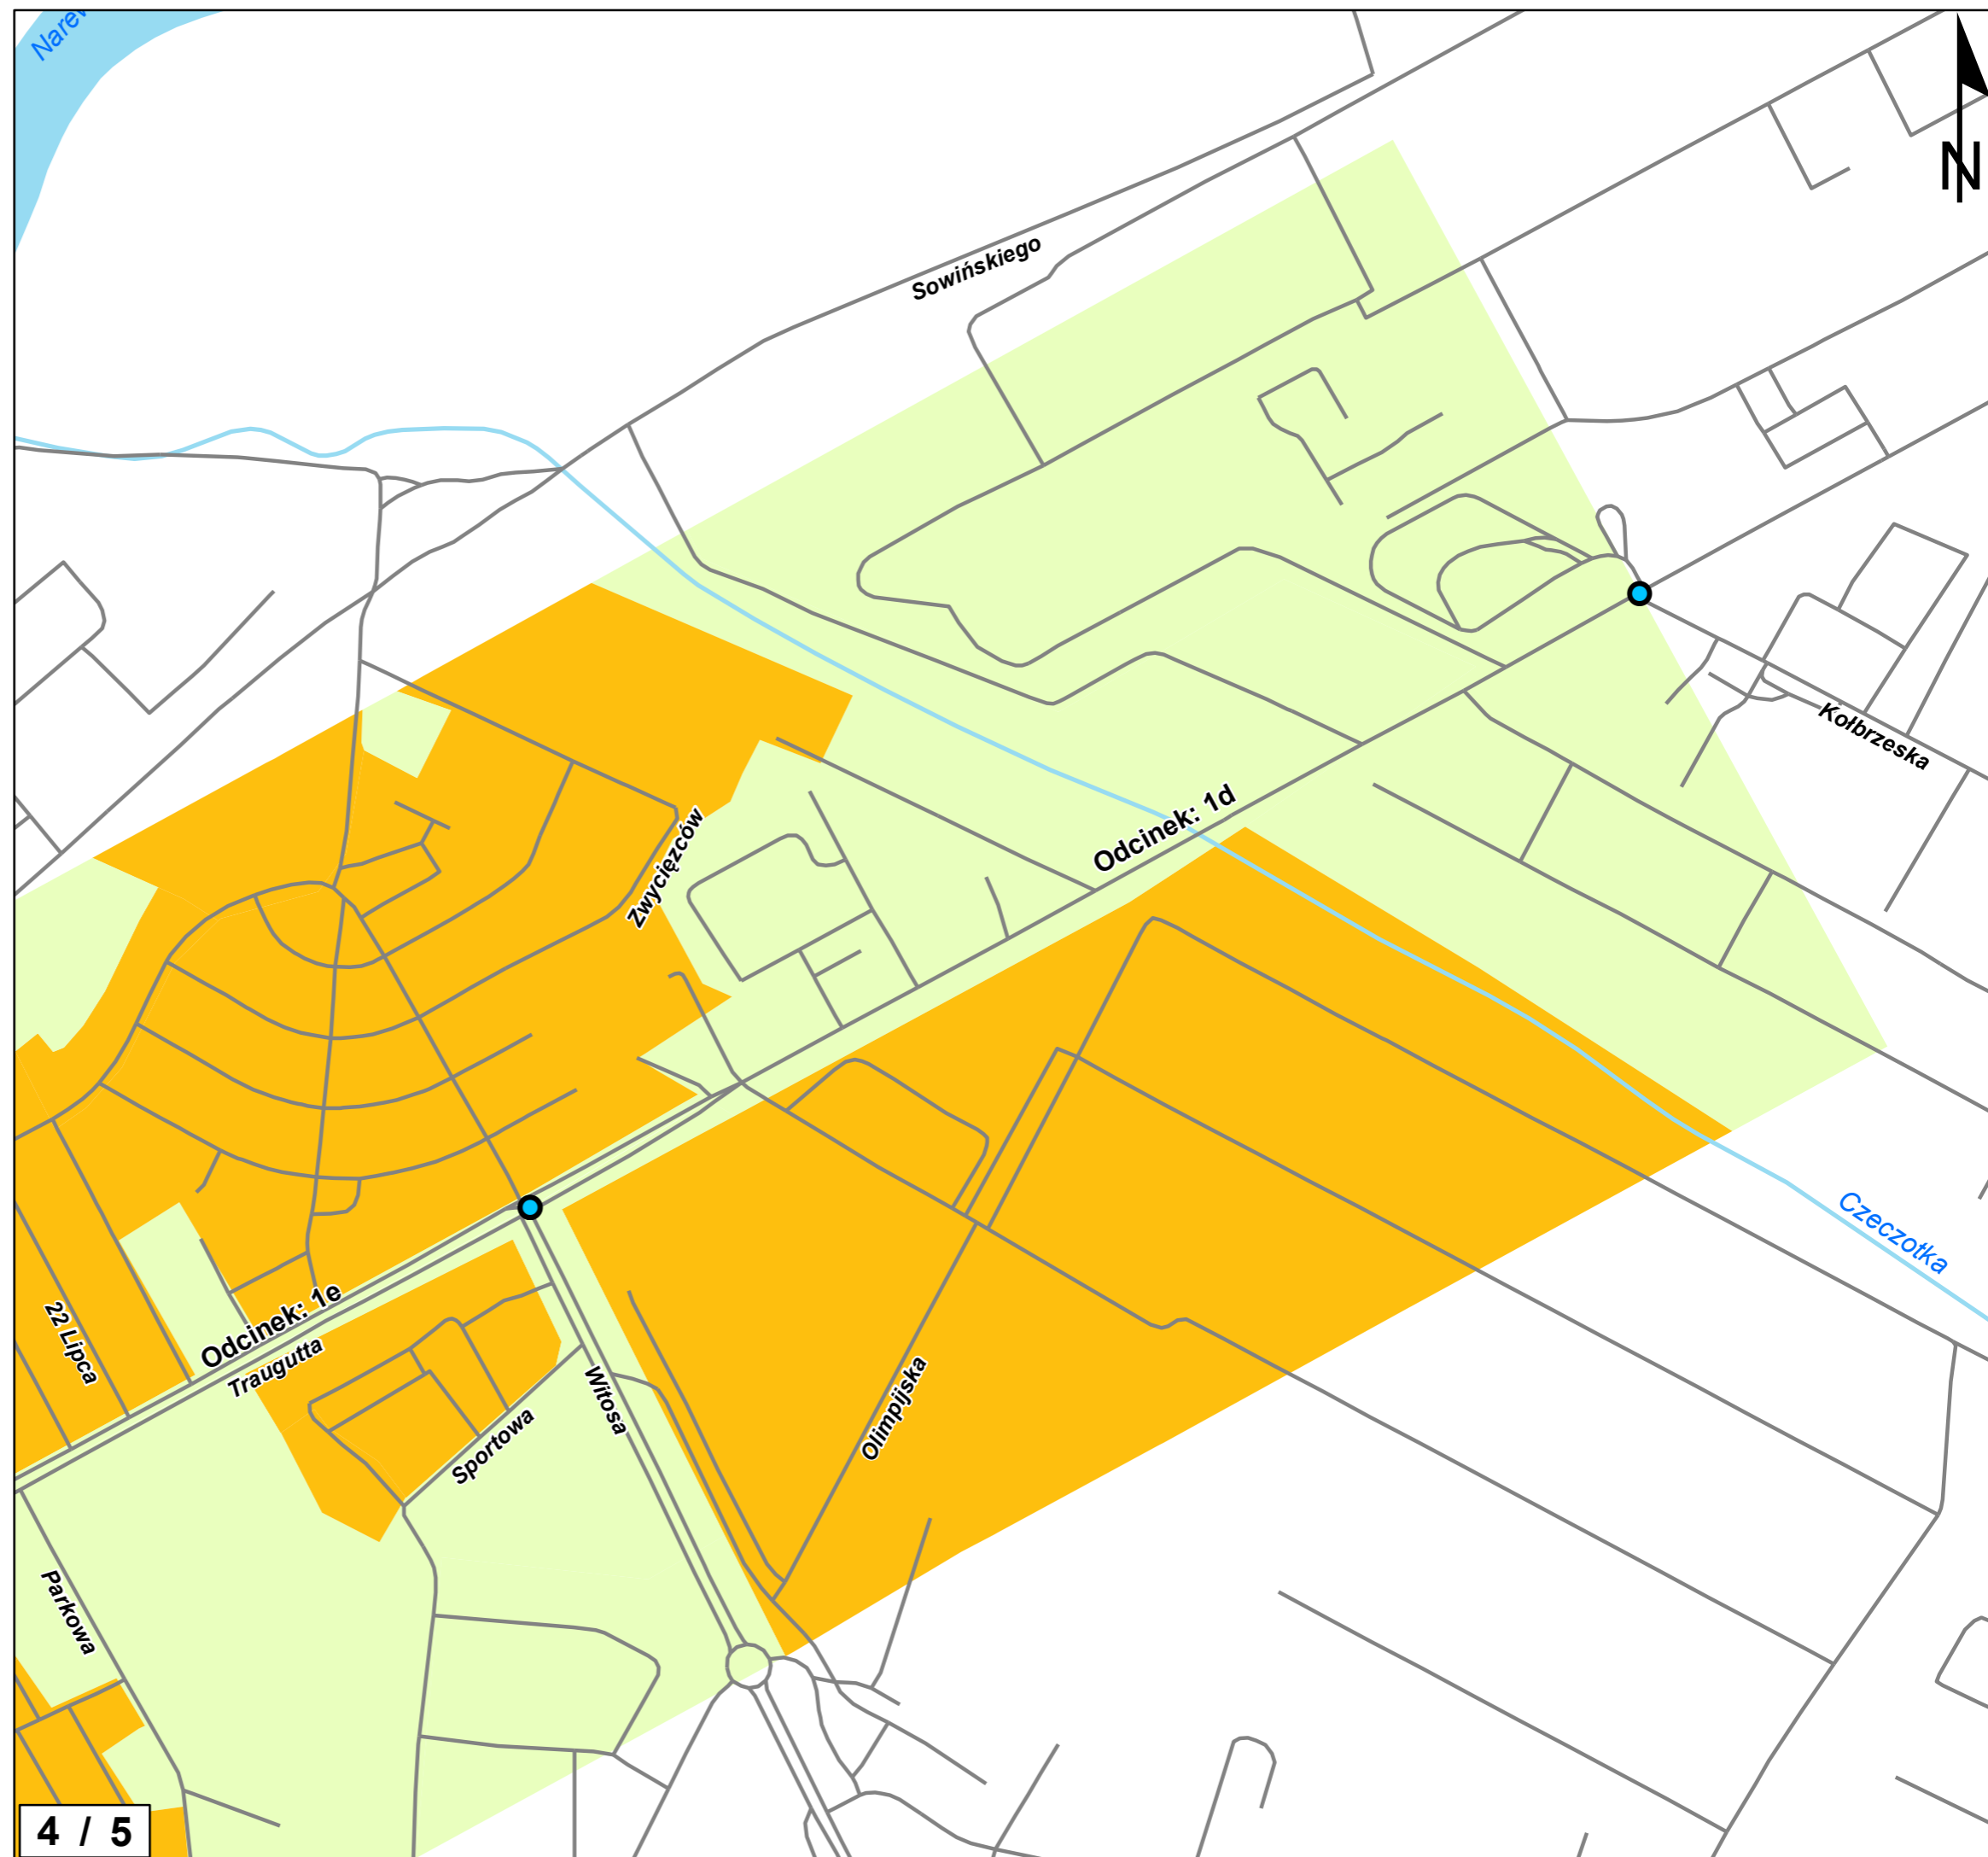 Narew
N
Sowińskiego
Kołbrzeska
Odcinek: 1d
Zwycięzców
Czeczotka
Odcinek: 1e
22 Lipca
Traugutta
Witosa
Olimpijska
Sportowa
Parkowa
4 / 5